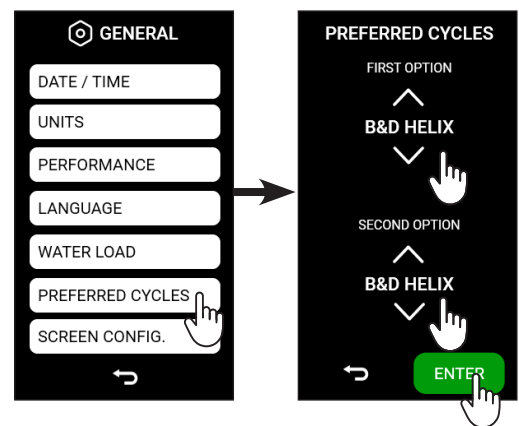 GENERAL
DATE / TIME
UNITS
PERFORMANCE
LANGUAGE
WATER LOAD
PREFERRED CYCLES
SCREEN CONFIG.
PREFERRED CYCLES
FIRST OPTION
B&D HELIX
SECOND OPTION
B&D HELIX
ENTER